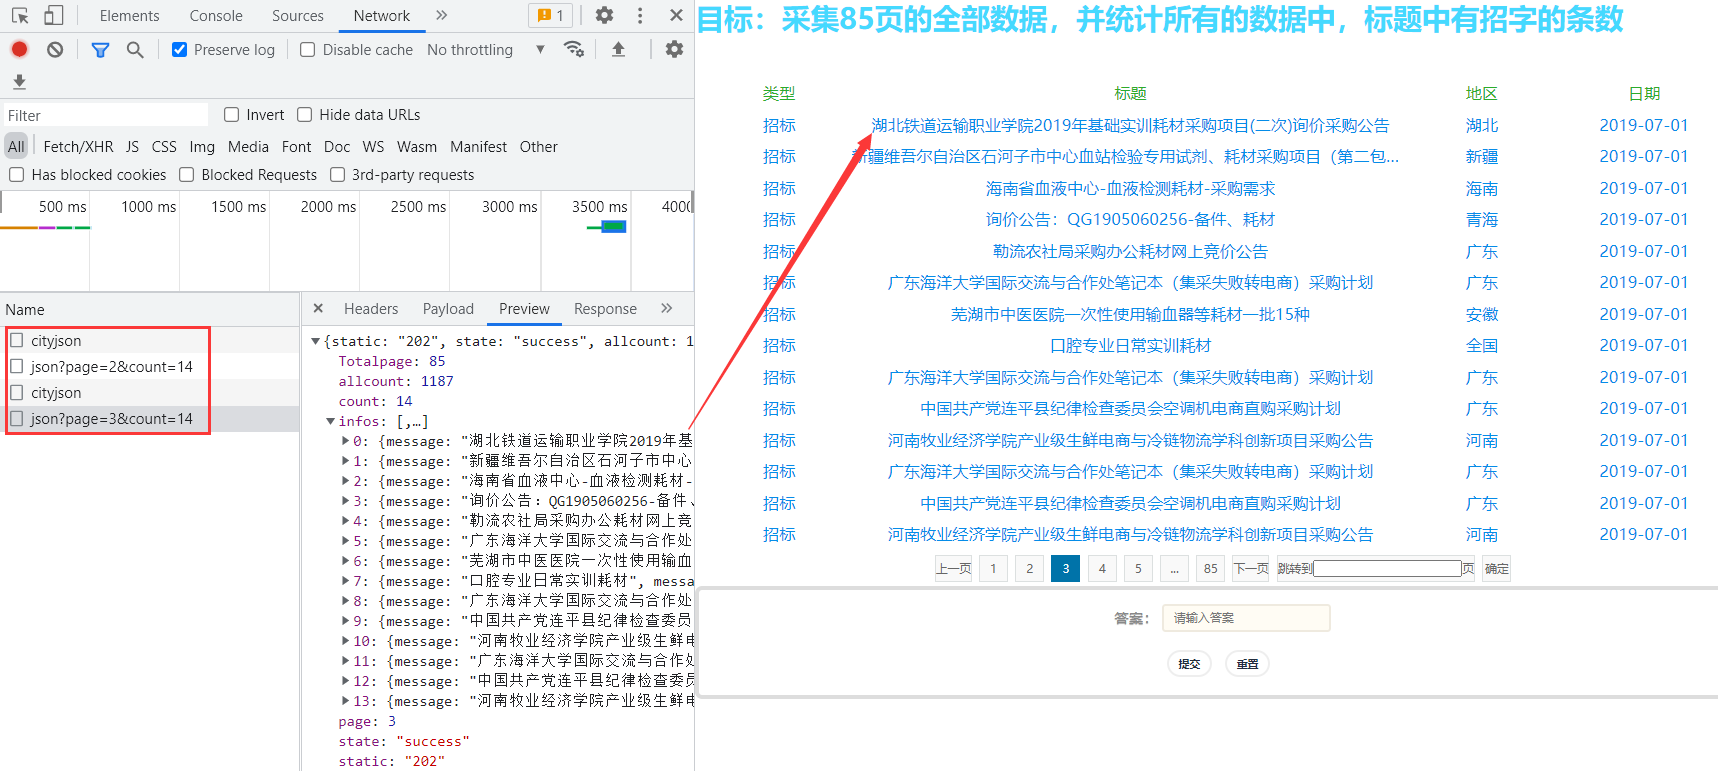 Elements
Console
Sources
Network
1
Preserve log
Disable cache
No throttling
Filter
Invert
Hide data URLs
All
Fetch/XHR
JS
CSS
Img
Media
Font
Doc
WS
Wasm
Manifest
Other
Has blocked cookies
Blocked Requests
3rd-party requests
500 ms
1000 ms
1500 ms
2000 ms
2500 ms
3000 ms
3500 ms
4000
Name
cityjson
json?page=2&count=14
cityjson
json?page=3&count=14
Headers
Payload
Preview
Response
{static: "202", state: "success", allcount: 1
Totalpage: 85
allcount: 1187
count: 14
infos: [,…]
0: {message: "湖北铁道运输职业学院2019年基
1: {message: "新疆维吾尔自治区石河子市中心
2: {message: "海南省血液中心-血液检测耗材-
3: {message: "询价公告：QG1905060256-备件、
4: {message: "勒流农社局采购办公耗材网上竞
5: {message: "广东海洋大学国际交流与合作处
6: {message: "芜湖市中医医院一次性使用输血
7: {message: "口腔专业日常实训耗材", messa
8: {message: "广东海洋大学国际交流与合作处
9: {message: "中国共产党连平县纪律检查委员
10: {message: "河南牧业经济学院产业级生鲜电
11: {message: "广东海洋大学国际交流与合作处
12: {message: "中国共产党连平县纪律检查委员
13: {message: "河南牧业经济学院产业级生鲜电
page: 3
state: "success"
static: "202"
目标：采集85页的全部数据，并统计所有的数据中，标题中有招字的条数
类型 标题 地区 日期
招标 湖北铁道运输职业学院2019年基础实训耗材采购项目(二次)询价采购公告 湖北 2019-07-01
招标 新疆维吾尔自治区石河子市中心血站检验专用试剂、耗材采购项目（第二包... 新疆 2019-07-01
招标 海南省血液中心-血液检测耗材-采购需求 海南 2019-07-01
招标 询价公告：QG1905060256-备件、耗材 青海 2019-07-01
招标 勒流农社局采购办公耗材网上竞价公告 广东 2019-07-01
招标 广东海洋大学国际交流与合作处笔记本（集采失败转电商）采购计划 广东 2019-07-01
招标 芜湖市中医医院一次性使用输血器等耗材一批15种 安徽 2019-07-01
招标 口腔专业日常实训耗材 全国 2019-07-01
招标 广东海洋大学国际交流与合作处笔记本（集采失败转电商）采购计划 广东 2019-07-01
招标 中国共产党连平县纪律检查委员会空调机电商直购采购计划 广东 2019-07-01
招标 河南牧业经济学院产业级生鲜电商与冷链物流学科创新项目采购公告 河南 2019-07-01
招标 广东海洋大学国际交流与合作处笔记本（集采失败转电商）采购计划 广东 2019-07-01
招标 中国共产党连平县纪律检查委员会空调机电商直购采购计划 广东 2019-07-01
招标 河南牧业经济学院产业级生鲜电商与冷链物流学科创新项目采购公告 河南 2019-07-01
上一页 1 2 3 4 5 ... 85 下一页 跳转到 页 确定
答案： 请输入答案
提交 重置